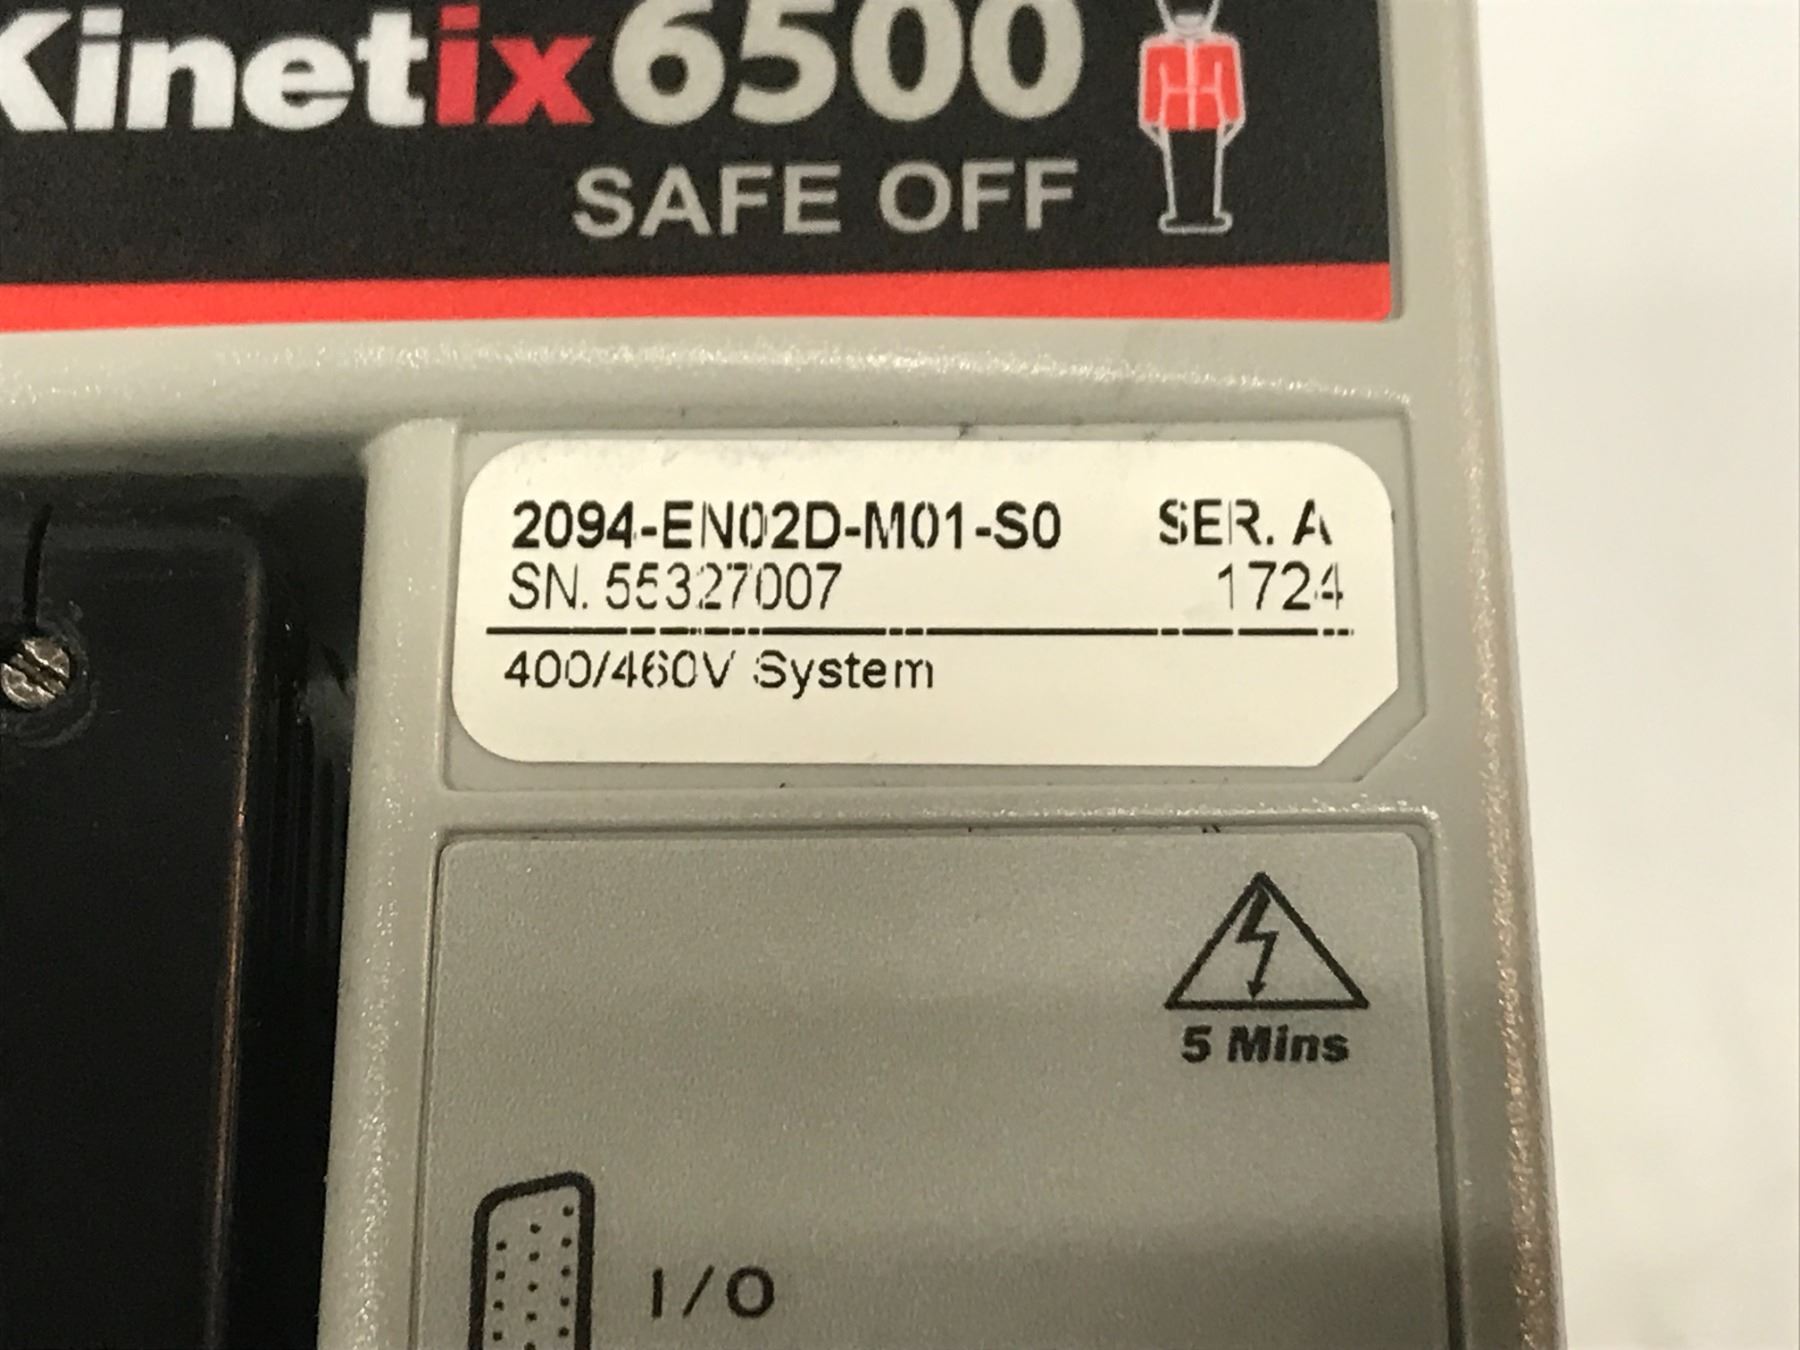 Kinetix6500
SAFE OFF
2094-EN02D-M01-S0 SER. A
SN. 55327007 1724
400/460V System
5 Mins
I/O